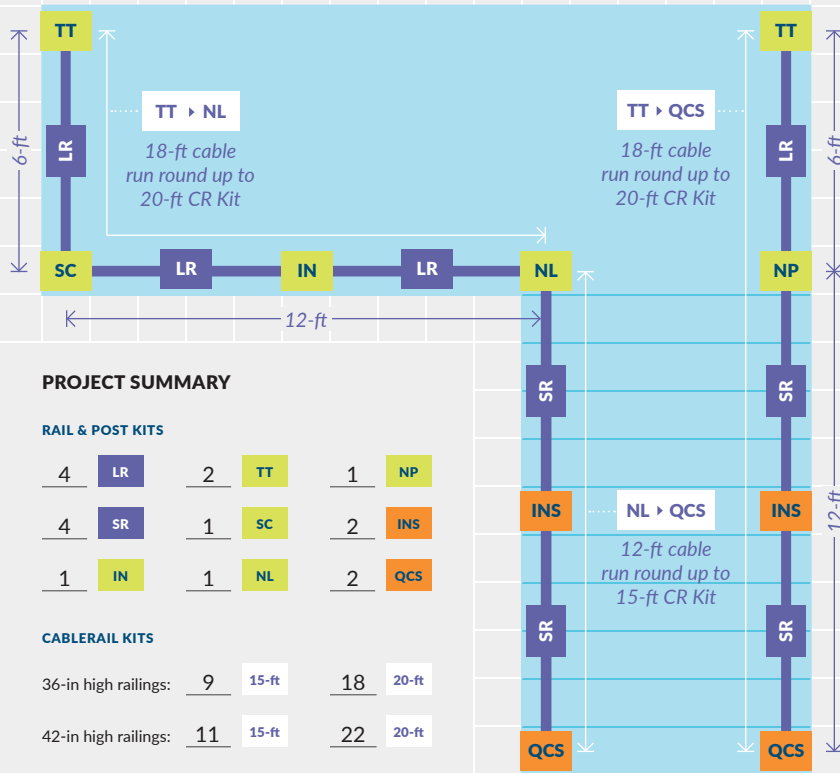 TT
TT
TT ▸ NL
18-ft cable
run round up to
20-ft CR Kit
TT ▸ QCS
18-ft cable
run round up to
20-ft CR Kit
6-ft
LR
LR
6-ft
SC
LR
IN
LR
NL
NP
12-ft
SR
SR
INS
INS
12-ft
NL ▸ QCS
12-ft cable
run round up to
15-ft CR Kit
SR
SR
QCS
QCS
PROJECT SUMMARY
RAIL & POST KITS
4 LR 2 TT 1 NP
4 SR 1 SC 2 INS
1 IN 1 NL 2 QCS
CABLERAIL KITS
36-in high railings: 9 15-ft 18 20-ft
42-in high railings: 11 15-ft 22 20-ft